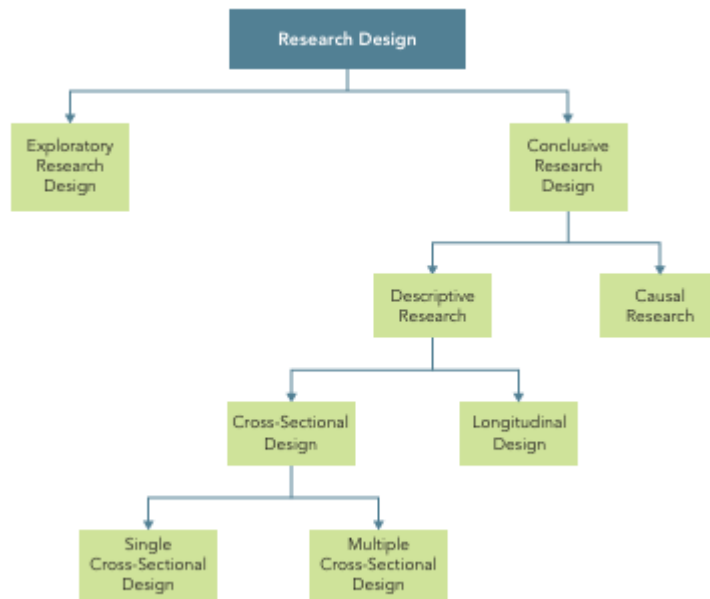 Research Design
Exploratory
Research
Design
Conclusive
Research
Design
Descriptive
Research
Causal
Research
Cross-Sectional
Design
Longitudinal
Design
Single
Cross-Sectional
Design
Multiple
Cross-Sectional
Design